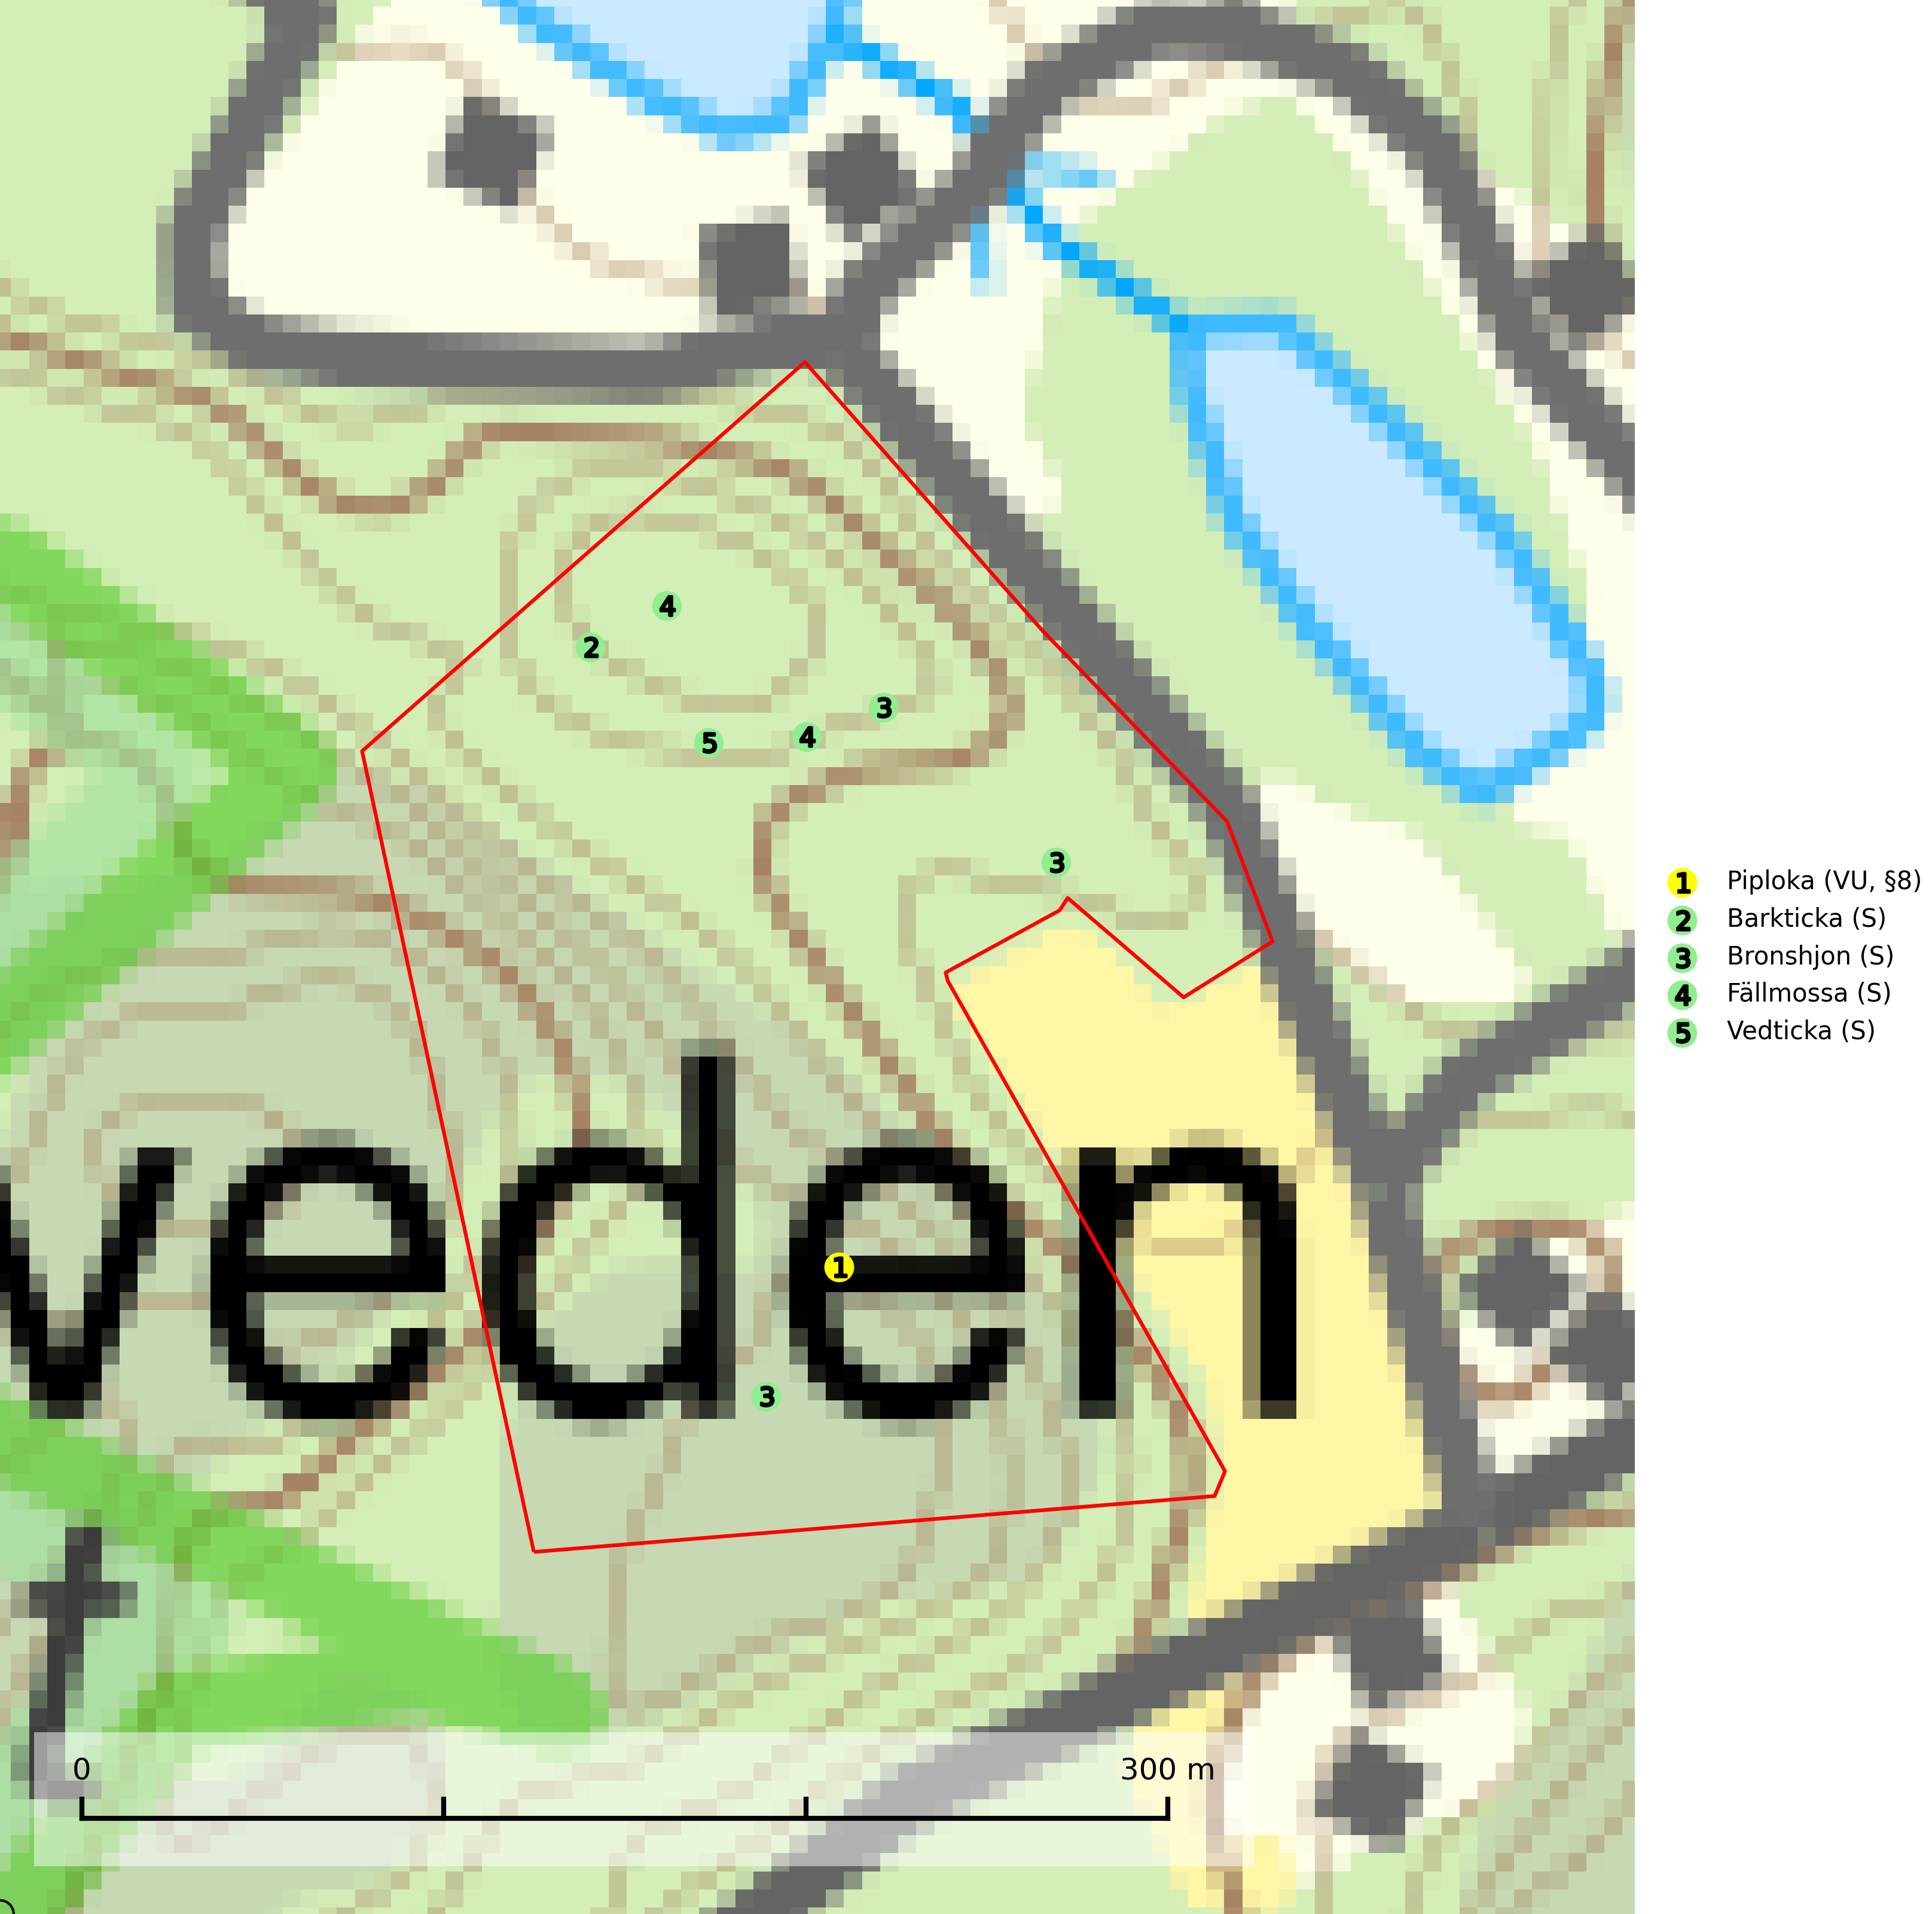 4
2
3
4
5
3
veden
1
3
0 300 m
1 Piploka (VU, §8)
2 Barkticka (S)
3 Bronshjon (S)
4 Fällmossa (S)
5 Vedticka (S)